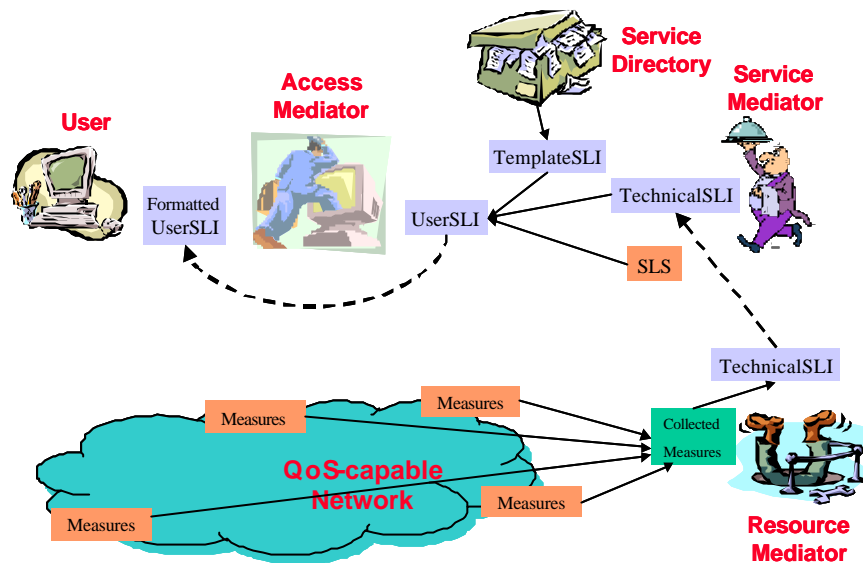 Service
Directory
Service
Mediator
Access
Mediator
User
TemplateSLI
TechnicalSLI
Formatted
UserSLI
UserSLI
SLS
TechnicalSLI
Measures
Measures
Collected
Measures
QoS-capable
Network
Measures
Measures
Resource
Mediator